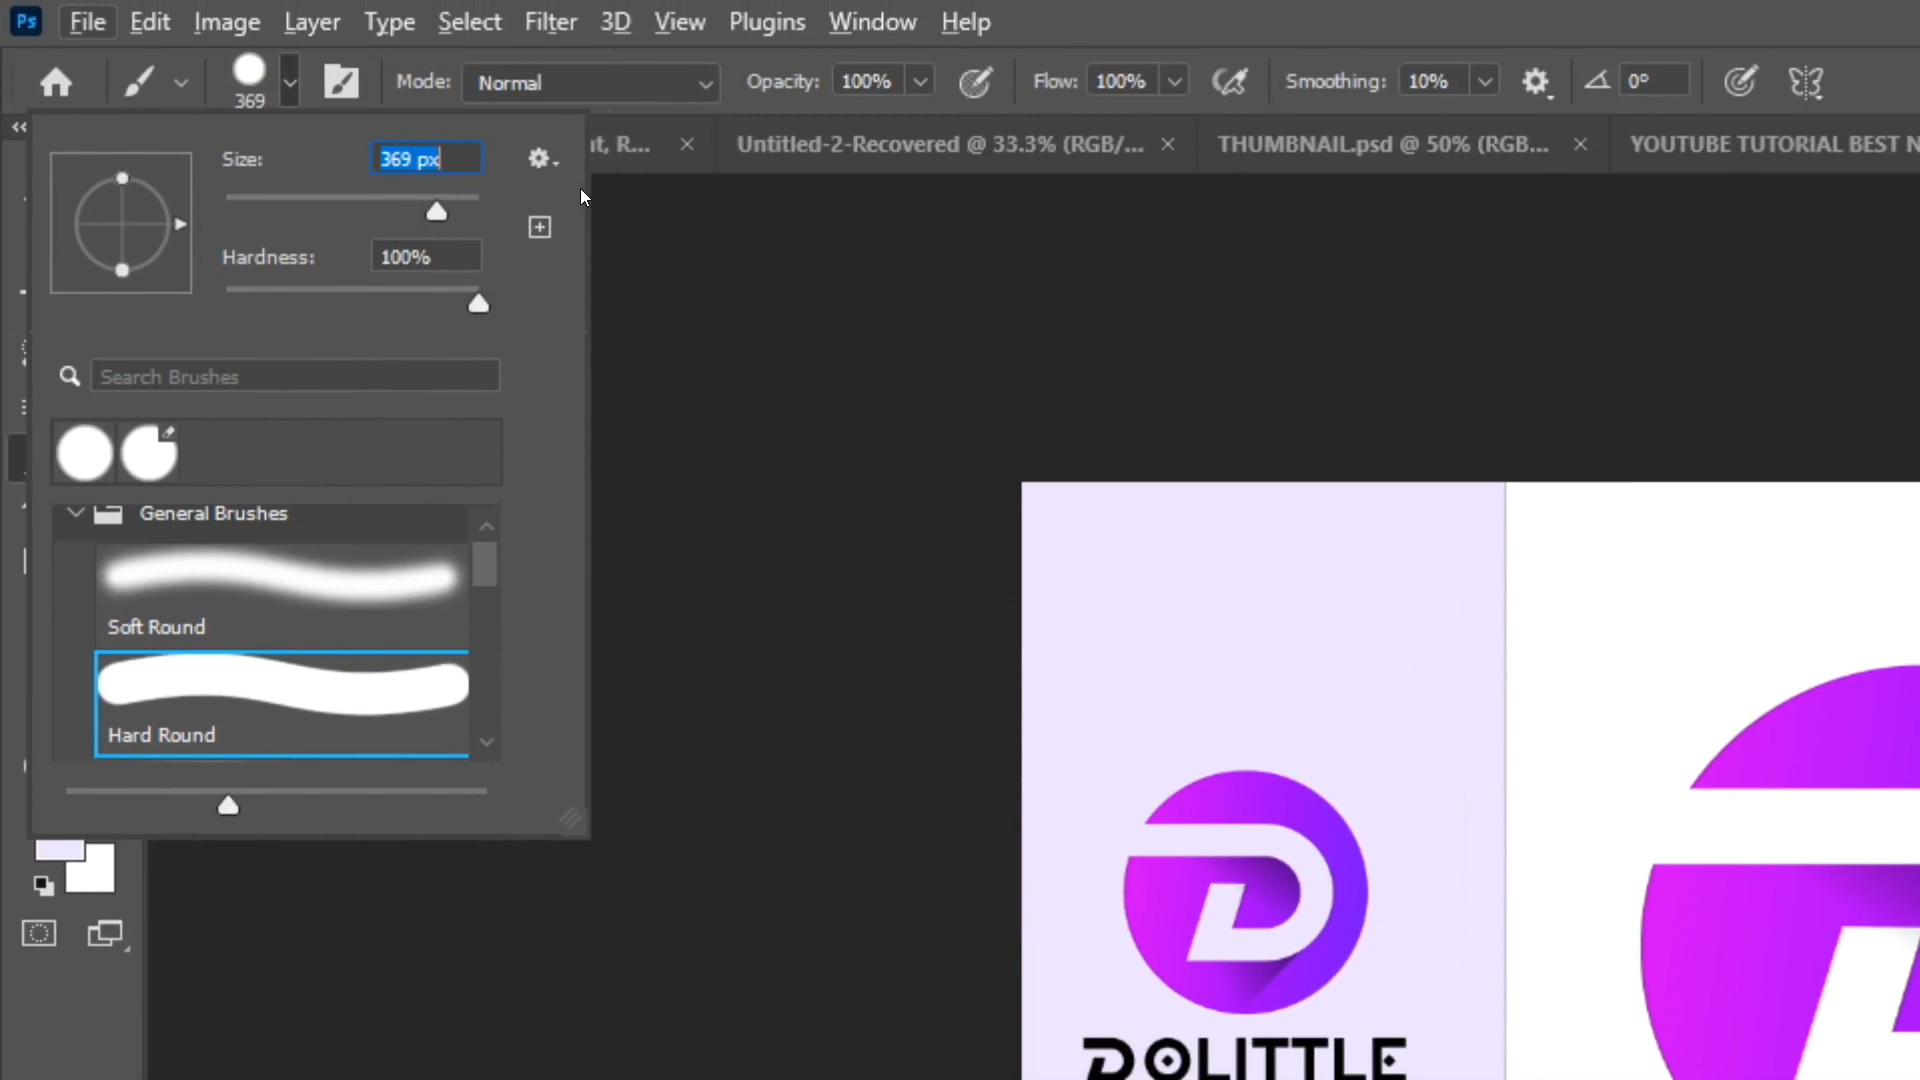 Ps File Edit Image Layer Type Select Filter 3D View Plugins Window Help
369 Mode: Normal Opacity: 100% Flow: 100% Smoothing: 10% 0°
nt, R... × Untitled-2-Recovered @ 33.3% (RGB/... × THUMBNAIL.psd @ 50% (RGB... × YOUTUBE TUTORIAL BEST N
Size: 369 px
Hardness: 100%
Search Brushes
General Brushes
Soft Round
Hard Round
DOLITTLE